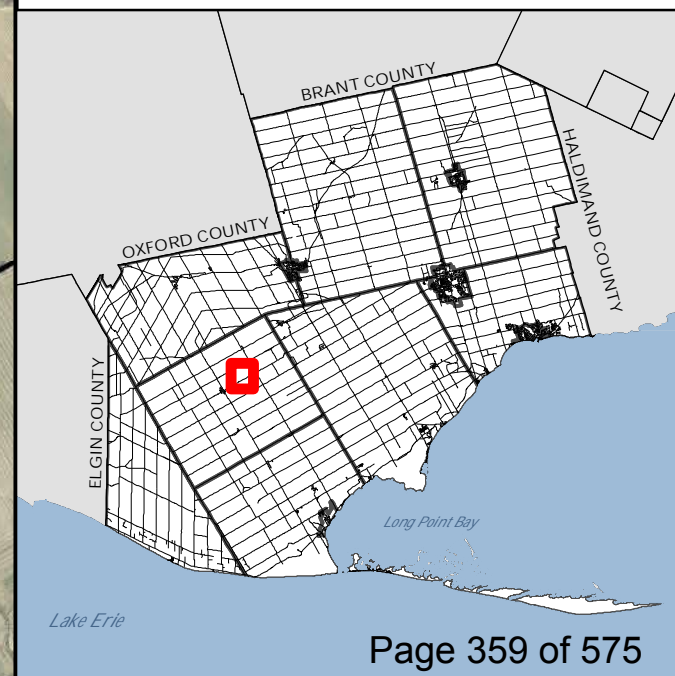 BRANT COUNTY
HALDIMAND COUNTY
OXFORD COUNTY
ELGIN COUNTY
Long Point Bay
Lake Erie
Page 359 of 575